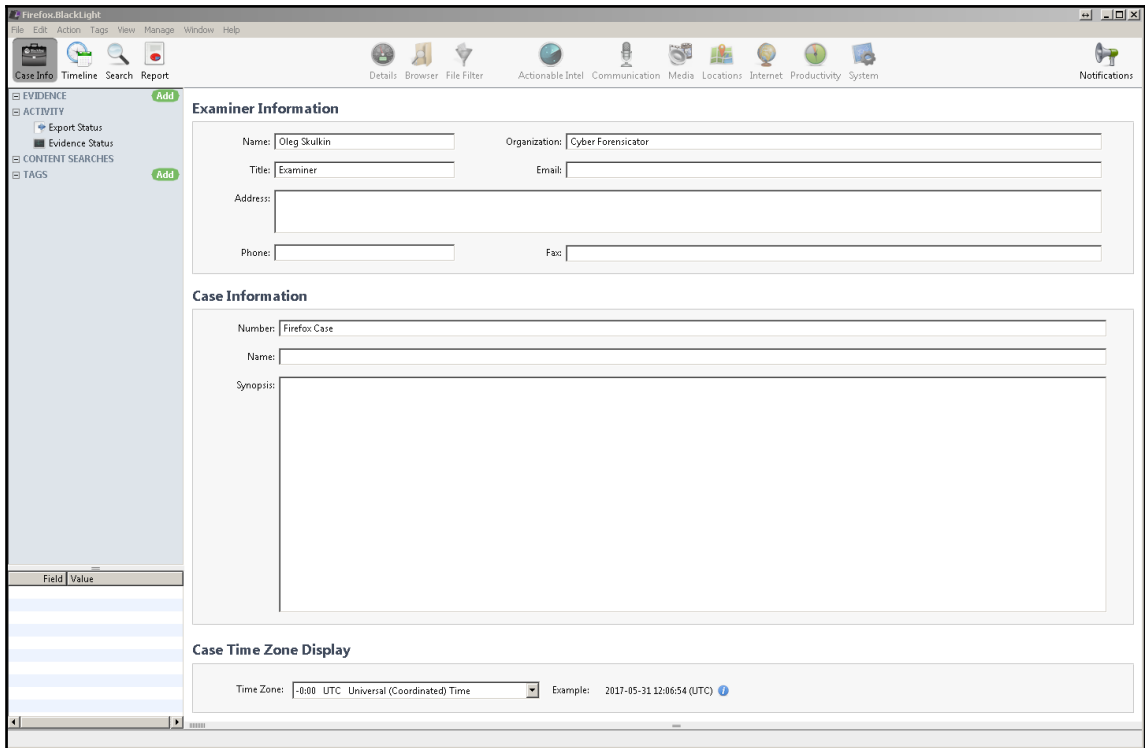 Firefox.BlackLight
File Edit Action Tags View Manage Window Help
Case Info Timeline Search Report Details Browser File Filter Actionable Intel Communication Media Locations Internet Productivity System Notifications
EVIDENCE Add
ACTIVITY
Export Status
Evidence Status
CONTENT SEARCHES
TAGS Add
Field Value
Examiner Information
Name: Oleg Skulkin Organization: Cyber Forensicator
Title: Examiner Email:
Address:
Phone: Fax:
Case Information
Number: Firefox Case
Name:
Synopsis:
Case Time Zone Display
Time Zone: -0:00 UTC Universal (Coordinated) Time Example: 2017-05-31 12:06:54 (UTC)